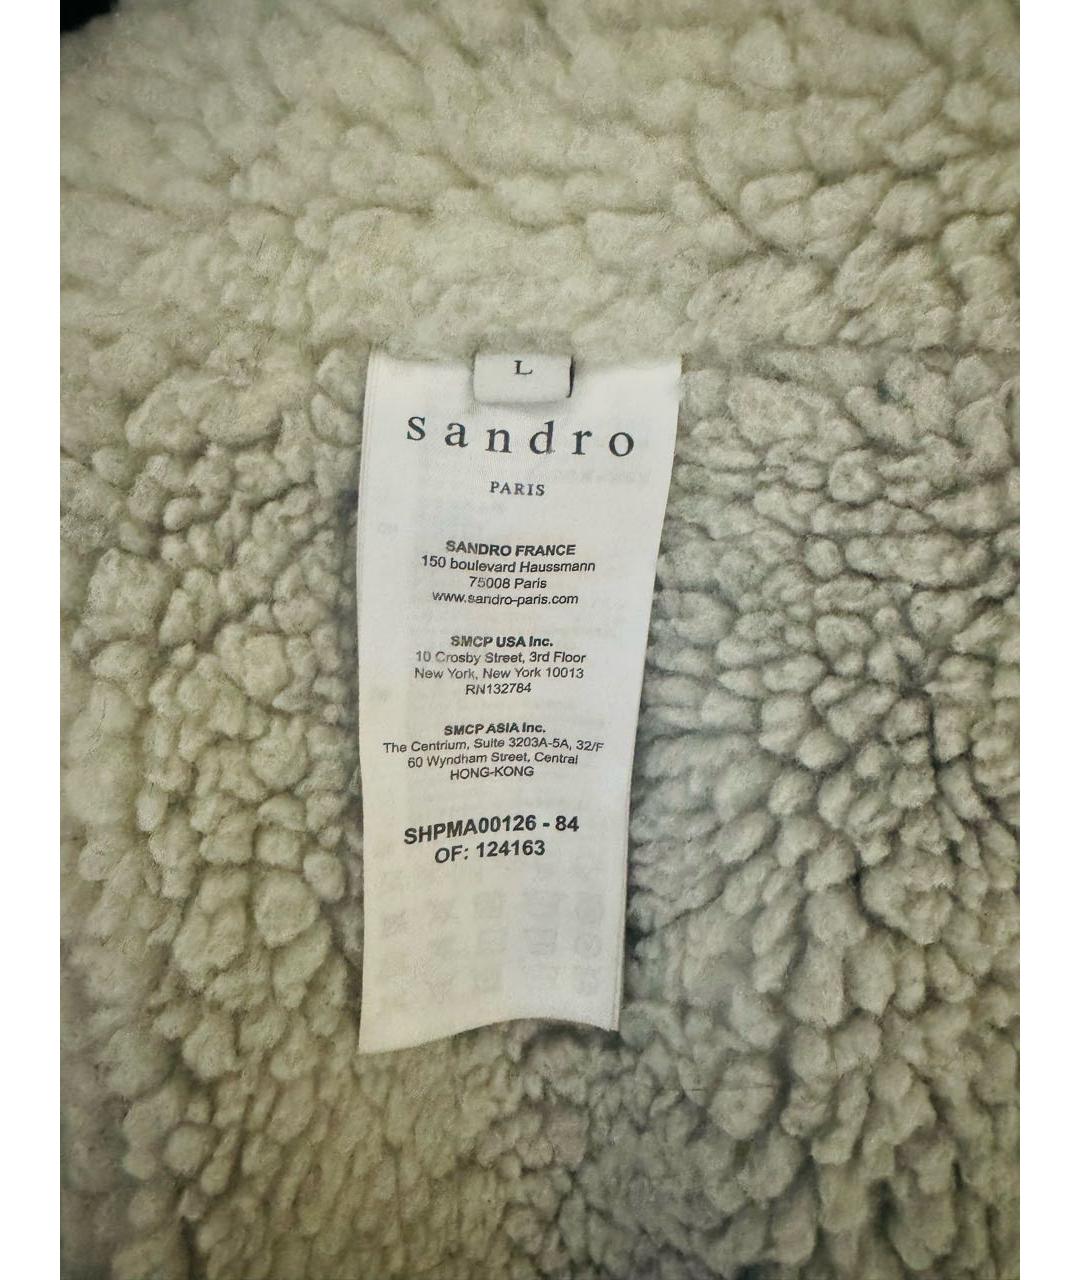 L
sandro
PARIS
SANDRO FRANCE
150 boulevard Haussmann
75008 Paris
www.sandro-paris.com
SMCP USA Inc.
10 Crosby Street, 3rd Floor
New York, New York 10013
RN132784
SMCP ASIA Inc.
The Centrium, Suite 3203A-5A, 32/F
60 Wyndham Street, Central
HONG-KONG
SHPMA00126 - 84
OF: 124163